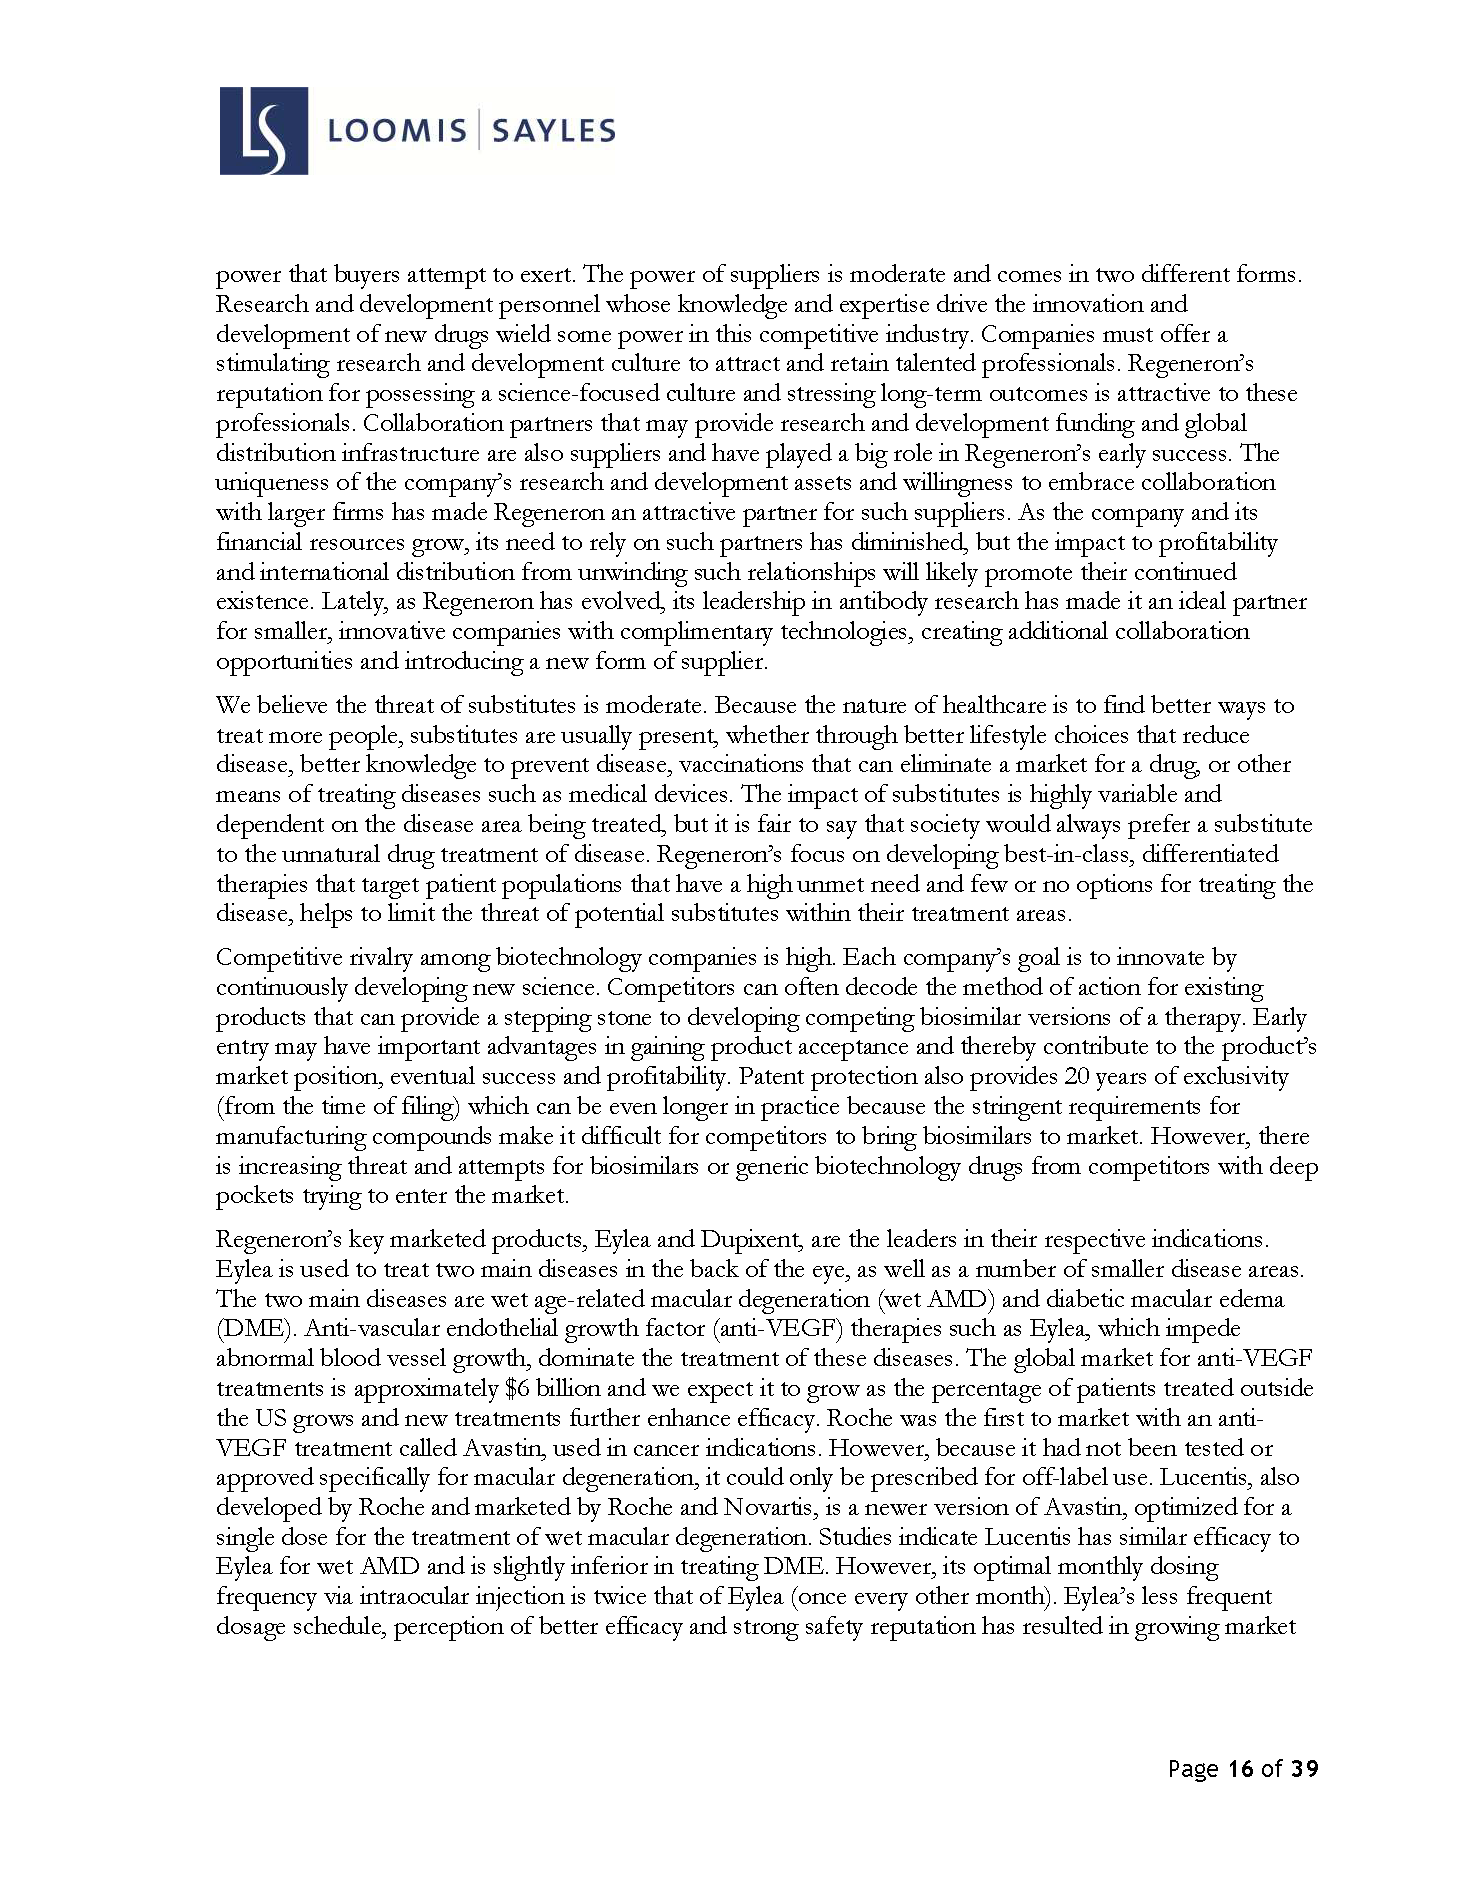 LS LOOMIS | SAYLES
power that buyers attempt to exert. The power of suppliers is moderate and comes in two different forms.
Research and development personnel whose knowledge and expertise drive the innovation and
development of new drugs wield some power in this competitive industry. Companies must offer a
stimulating research and development culture to attract and retain talented professionals. Regeneron's
reputation for possessing a science-focused culture and stressing long-term outcomes is attractive to these
professionals. Collaboration partners that may provide research and development funding and global
distribution infrastructure are also suppliers and have played a big role in Regeneron's early success. The
uniqueness of the company's research and development assets and willingness to embrace collaboration
with larger firms has made Regeneron an attractive partner for such suppliers. As the company and its
financial resources grow, its need to rely on such partners has diminished, but the impact to profitability
and international distribution from unwinding such relationships will likely promote their continued
existence. Lately, as Regeneron has evolved, its leadership in antibody research has made it an ideal partner
for smaller, innovative companies with complimentary technologies, creating additional collaboration
opportunities and introducing a new form of supplier.
We believe the threat of substitutes is moderate. Because the nature of healthcare is to find better ways to
treat more people, substitutes are usually present, whether through better lifestyle choices that reduce
disease, better knowledge to prevent disease, vaccinations that can eliminate a market for a drug, or other
means of treating diseases such as medical devices. The impact of substitutes is highly variable and
dependent on the disease area being treated, but it is fair to say that society would always prefer a substitute
to the unnatural drug treatment of disease. Regeneron's focus on developing best-in-class, differentiated
therapies that target patient populations that have a high unmet need and few or no options for treating the
disease, helps to limit the threat of potential substitutes within their treatment areas.
Competitive rivalry among biotechnology companies is high. Each company's goal is to innovate by
continuously developing new science. Competitors can often decode the method of action for existing
products that can provide a stepping stone to developing competing biosimilar versions of a therapy. Early
entry may have important advantages in gaining product acceptance and thereby contribute to the product's
market position, eventual success and profitability. Patent protection also provides 20 years of exclusivity
(from the time of filing) which can be even longer in practice because the stringent requirements for
manufacturing compounds make it difficult for competitors to bring biosimilars to market. However, there
is increasing threat and attempts for biosimilars or generic biotechnology drugs from competitors with deep
pockets trying to enter the market.
Regeneron's key marketed products, Eylea and Dupixent, are the leaders in their respective indications.
Eylea is used to treat two main diseases in the back of the eye, as well as a number of smaller disease areas.
The two main diseases are wet age-related macular degeneration (wet AMD) and diabetic macular edema
(DME). Anti-vascular endothelial growth factor (anti-VEGF) therapies such as Eylea, which impede
abnormal blood vessel growth, dominate the treatment of these diseases. The global market for anti-VEGF
treatments is approximately $6 billion and we expect it to grow as the percentage of patients treated outside
the US grows and new treatments further enhance efficacy. Roche was the first to market with an anti-
VEGF treatment called Avastin, used in cancer indications. However, because it had not been tested or
approved specifically for macular degeneration, it could only be prescribed for off-label use. Lucentis, also
developed by Roche and marketed by Roche and Novartis, is a newer version of Avastin, optimized for a
single dose for the treatment of wet macular degeneration. Studies indicate Lucentis has similar efficacy to
Eylea for wet AMD and is slightly inferior in treating DME. However, its optimal monthly dosing
frequency via intraocular injection is twice that of Eylea (once every other month). Eylea's less frequent
dosage schedule, perception of better efficacy and strong safety reputation has resulted in growing market
Page 16 of 39